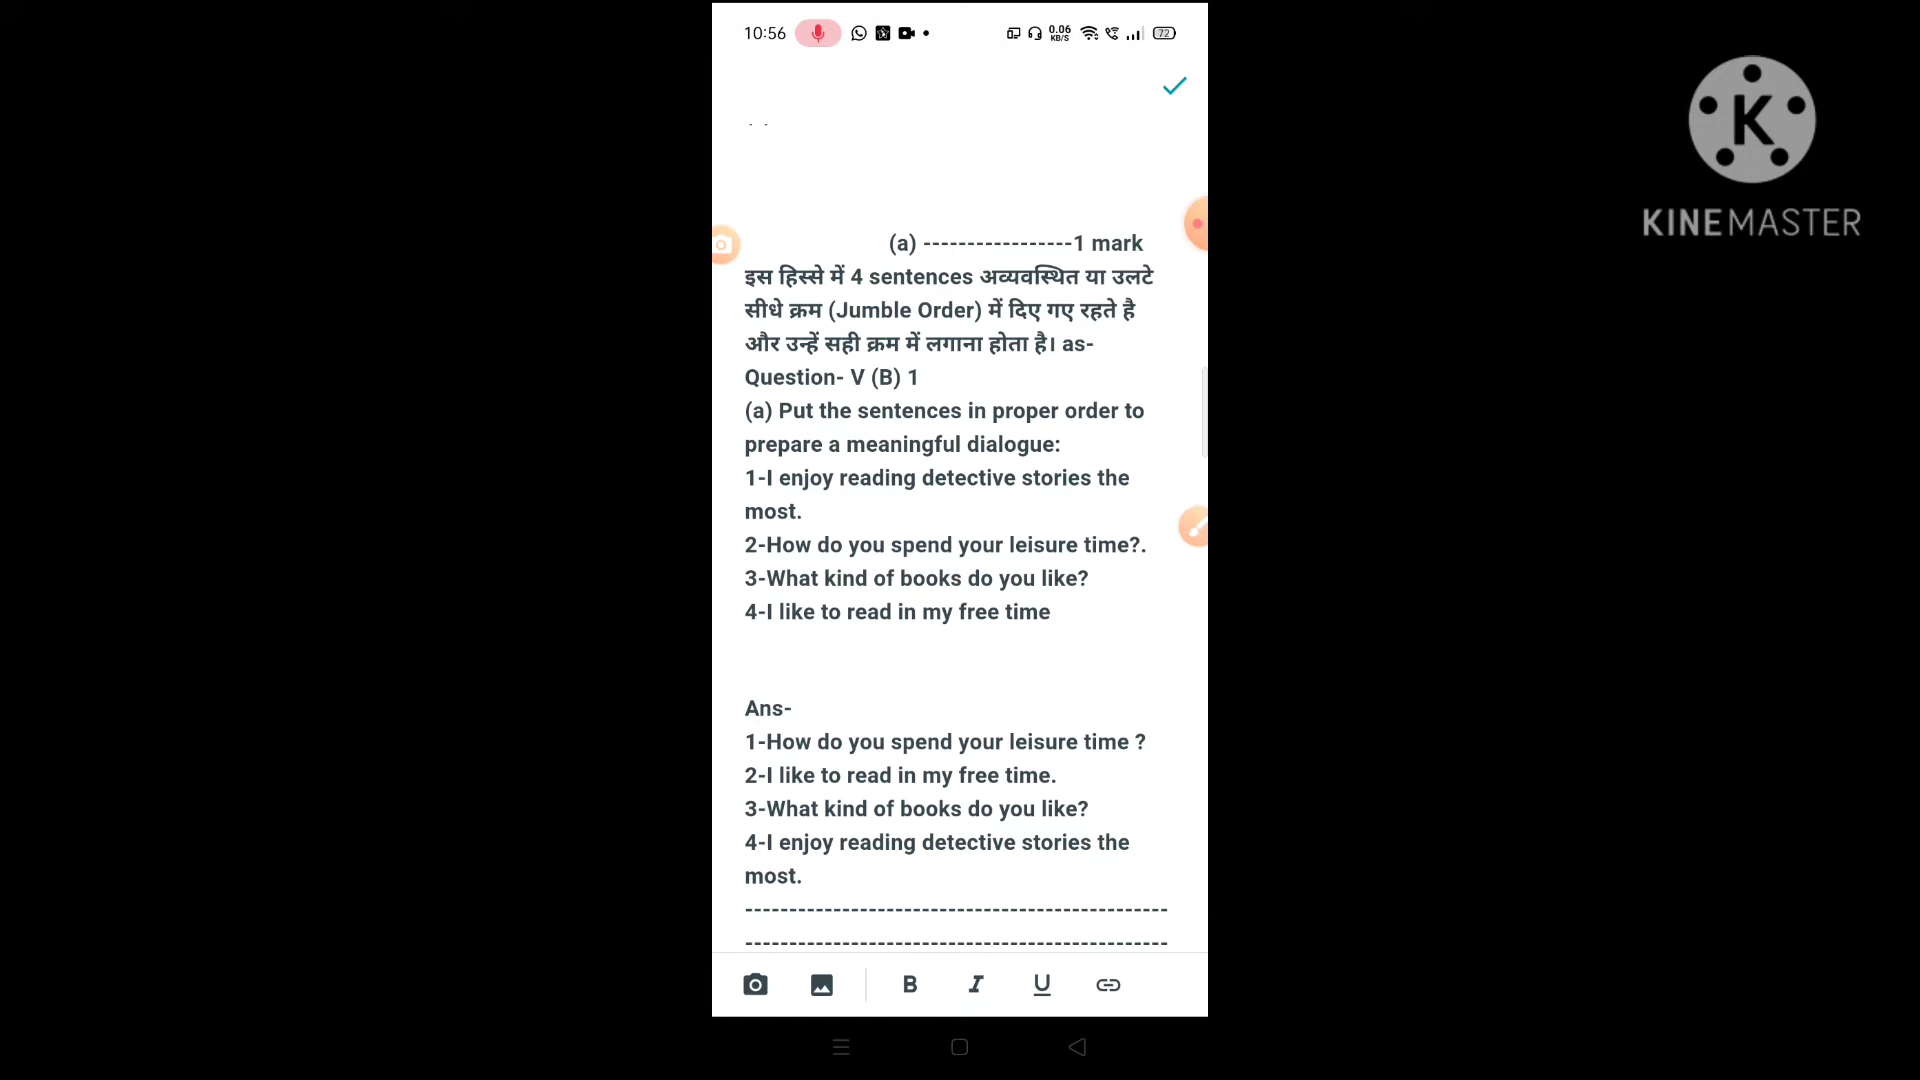 10:56
0.06
KB/S
72
K
KINEMASTER
(a) -----------------1 mark
इस हिस्से में 4 sentences अव्यवस्थित या उलटे
सीधे क्रम (Jumble Order) में दिए गए रहते है
और उन्हें सही क्रम में लगाना होता है। as-
Question- V (B) 1
(a) Put the sentences in proper order to
prepare a meaningful dialogue:
1-I enjoy reading detective stories the
most.
2-How do you spend your leisure time?.
3-What kind of books do you like?
4-I like to read in my free time
Ans-
1-How do you spend your leisure time ?
2-I like to read in my free time.
3-What kind of books do you like?
4-I enjoy reading detective stories the
most.
------------------------------------------------
------------------------------------------------
B I U